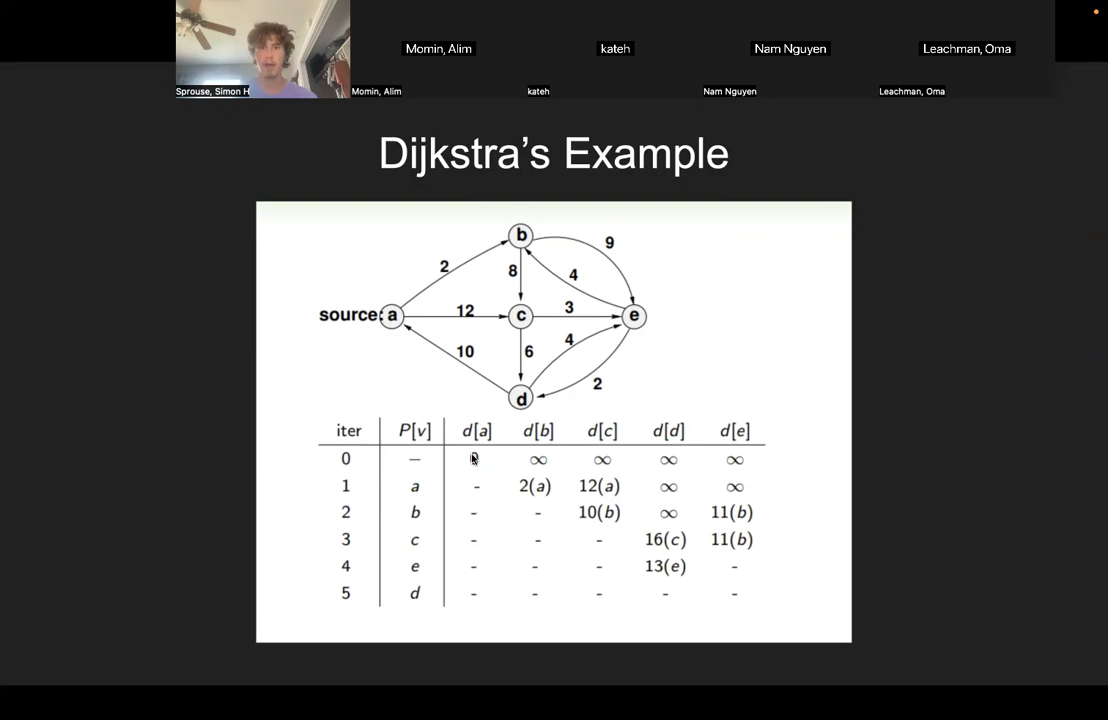 Momin, Alim
kateh
Nam Nguyen
Leachman, Oma
Sprouse, Simon H
Momin, Alim
kateh
Nam Nguyen
Leachman, Oma
Dijkstra's Example
b
9
2
8
4
source: a
12
c
3
e
10
6
4
2
d
iter P[v] d[a] d[b] d[c] d[d] d[e]
0 — ∞ ∞ ∞ ∞
1 a - 2(a) 12(a) ∞ ∞
2 b - - 10(b) ∞ 11(b)
3 c - - - 16(c) 11(b)
4 e - - - 13(e) -
5 d - - - - -